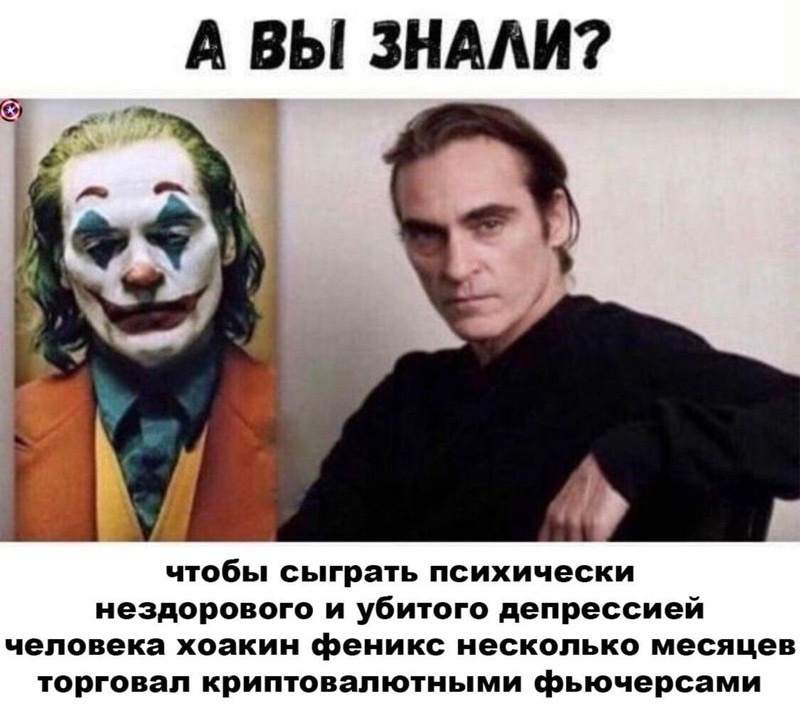 А ВЫ ЗНАЛИ?
чтобы сыграть психически
нездорового и убитого депрессией
человека хоакин феникс несколько месяцев
торговал криптовалютными фьючерсами